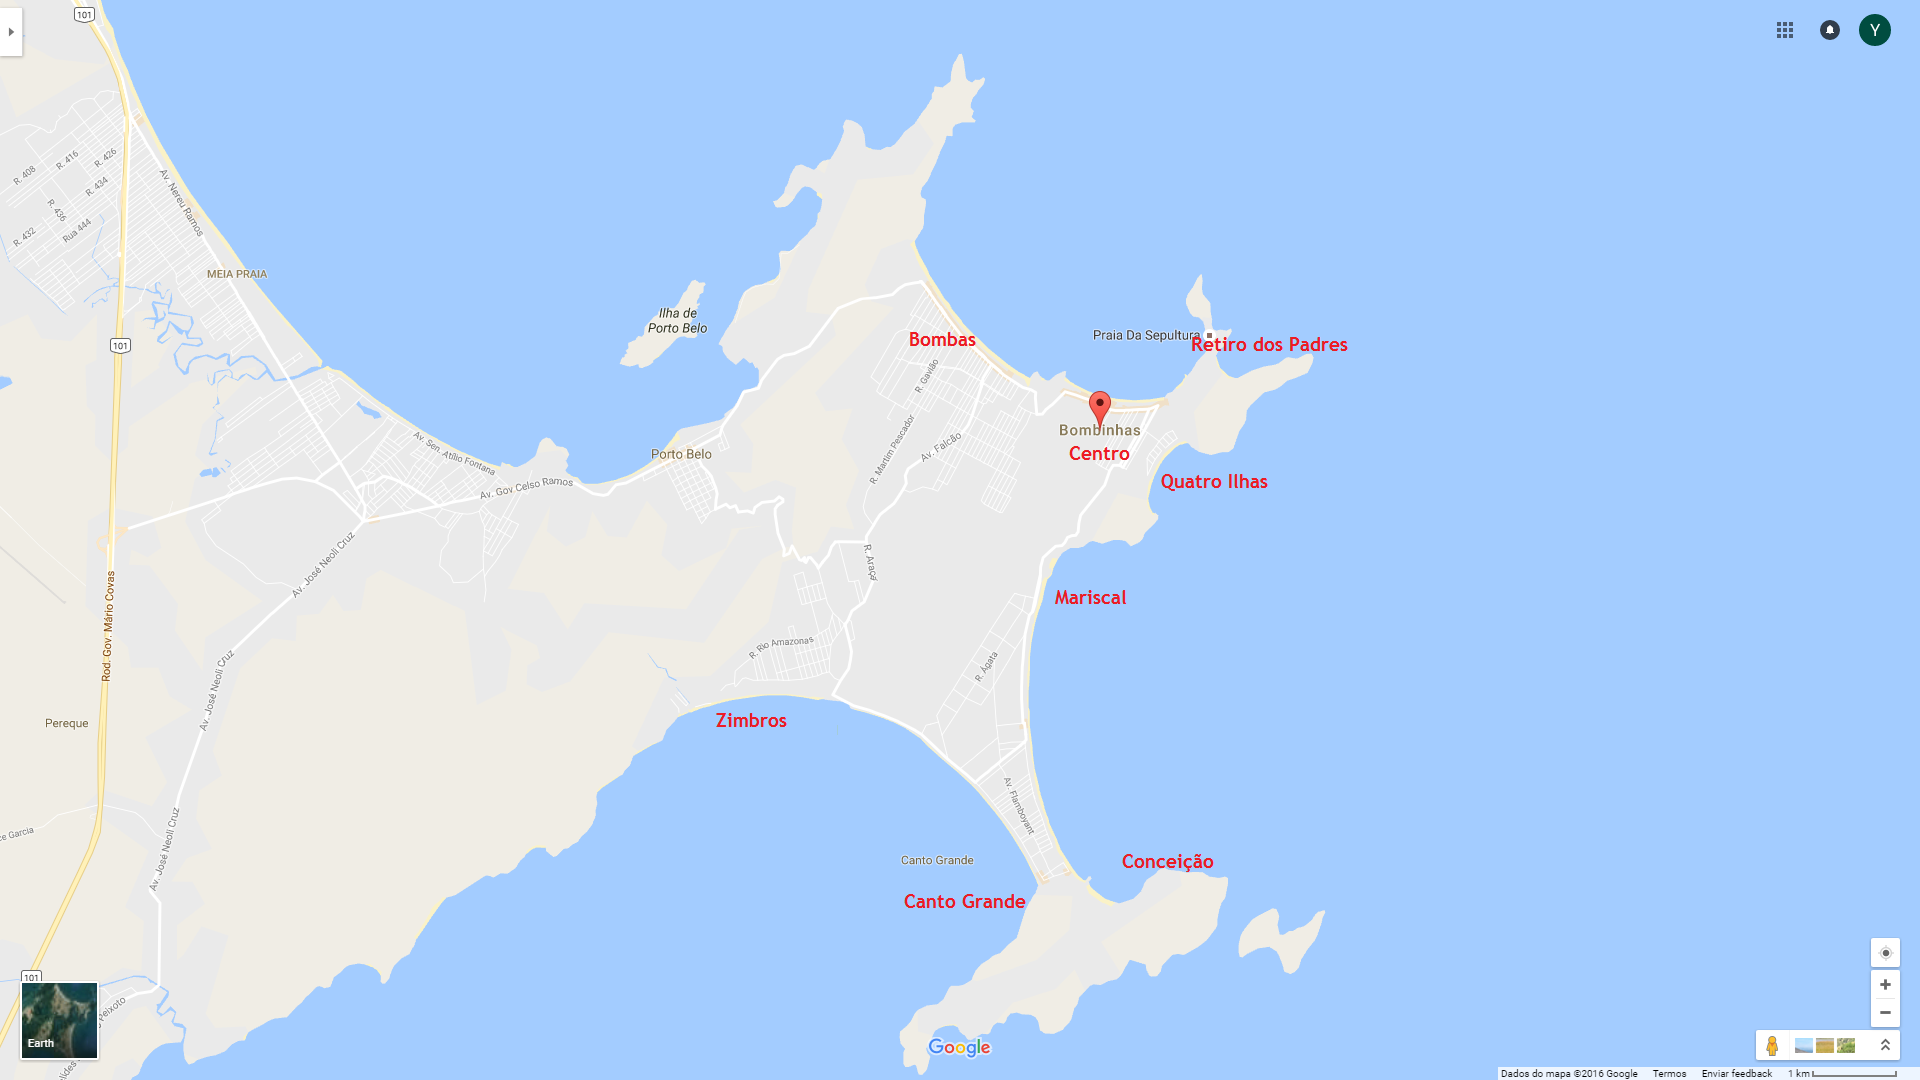 101
Y
R. 408
R. 416
R. 426
R. 434
R. 436
Rua 444
R. 432
Av. Nereu Ramos
MEIA PRAIA
Ilha de
Porto Belo
101
Bombas
Praia Da Sepultura
Retiro dos Padres
R. Gavião
R. Martim Pescador
Av. Falcão
Bombinhas
Centro
Quatro Ilhas
Av. Sen. Atílio Fontana
Porto Belo
Av. Gov Celso Ramos
Av. José Neoli Cruz
R. Araçá
Rod. Gov. Mário Covas
Mariscal
R. Rio Amazonas
R. Ágata
Av. José Neoli Cruz
Pereque
Zimbros
Av. Flamboyant
Av. José Neoli Cruz
Garcia
Canto Grande
Conceição
Canto Grande
101
Peixoto
Earth
Google
Dados do mapa ©2016 Google Termos Enviar feedback 1 km